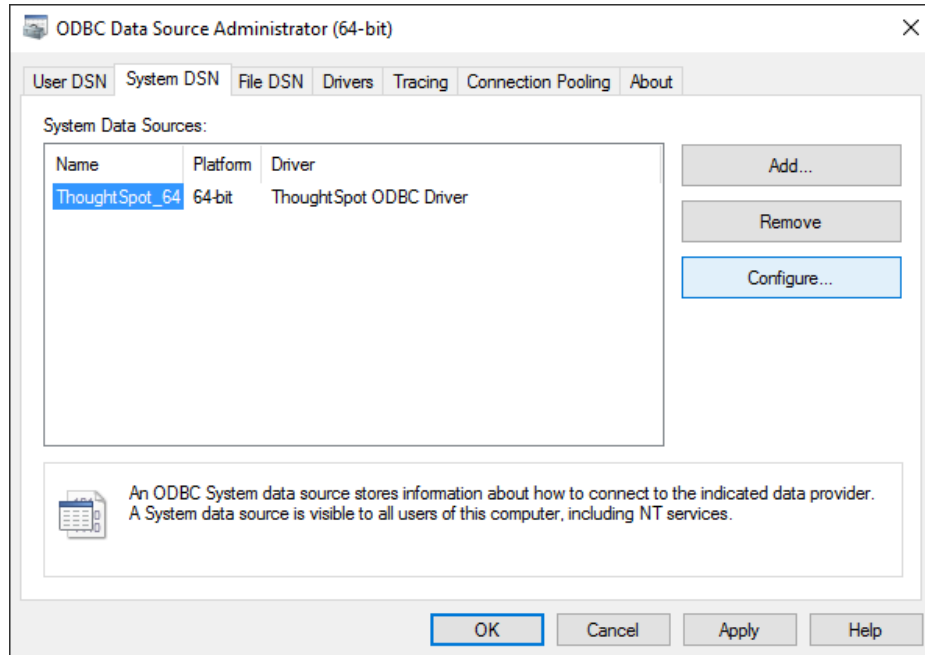 ODBC Data Source Administrator (64-bit)
User DSN System DSN File DSN Drivers Tracing Connection Pooling About
System Data Sources:
Name Platform Driver
ThoughtSpot_64 64-bit ThoughtSpot ODBC Driver
Add...
Remove
Configure...
An ODBC System data source stores information about how to connect to the indicated data provider.
A System data source is visible to all users of this computer, including NT services.
OK Cancel Apply Help